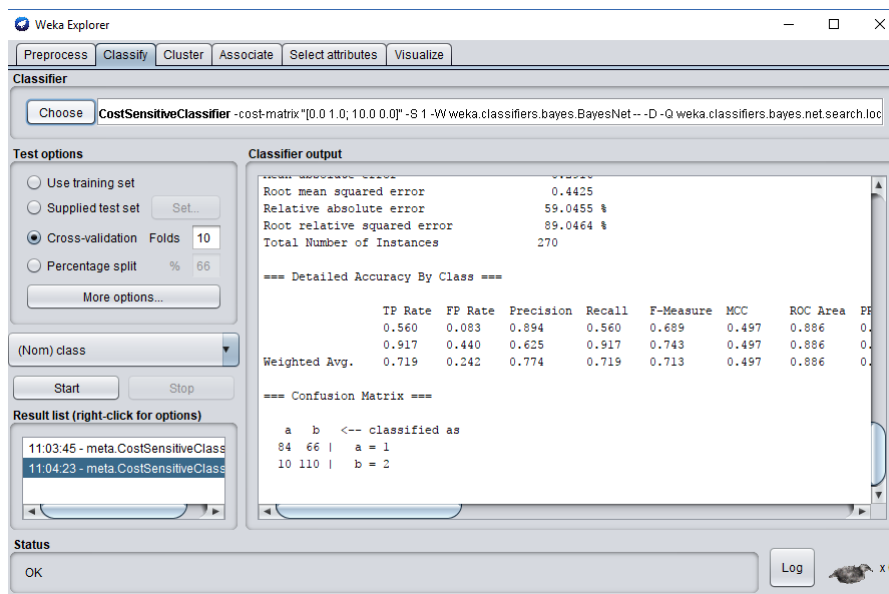 Weka Explorer
Preprocess Classify Cluster Associate Select attributes Visualize
Classifier
Choose CostSensitiveClassifier -cost-matrix "[0.0 1.0; 10.0 0.0]" -S 1 -W weka.classifiers.bayes.BayesNet -- -D -Q weka.classifiers.bayes.net.search.loc
Test options
Use training set
Supplied test set Set...
Cross-validation Folds 10
Percentage split % 66
More options...
(Nom) class
Start Stop
Result list (right-click for options)
11:03:45 - meta.CostSensitiveClass
11:04:23 - meta.CostSensitiveClass
Classifier output
Root mean squared error 0.4425
Relative absolute error 59.0455 %
Root relative squared error 89.0464 %
Total Number of Instances 270
=== Detailed Accuracy By Class ===
TP Rate FP Rate Precision Recall F-Measure MCC ROC Area
0.560 0.083 0.894 0.560 0.689 0.497 0.886 0.
0.917 0.440 0.625 0.917 0.743 0.497 0.886 0.
Weighted Avg. 0.719 0.242 0.774 0.719 0.713 0.497 0.886 0.
=== Confusion Matrix ===
a b <-- classified as
84 66 | a = 1
10 110 | b = 2
Status
OK
Log
x